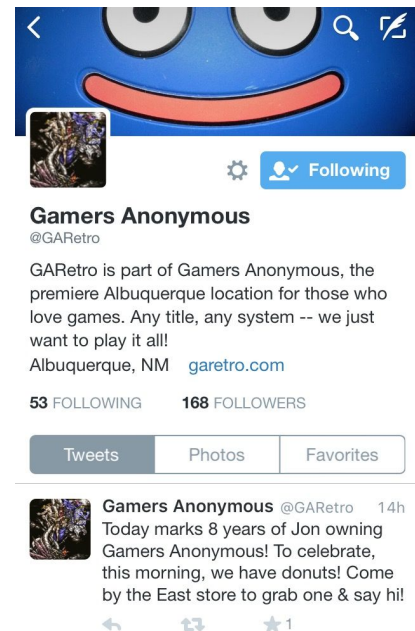 Following
Gamers Anonymous
@GARetro
GARetro is part of Gamers Anonymous, the
premiere Albuquerque location for those who
love games. Any title, any system -- we just
want to play it all!
Albuquerque, NM garetro.com
53 FOLLOWING 168 FOLLOWERS
Tweets Photos Favorites
Gamers Anonymous @GARetro 14h
Today marks 8 years of Jon owning
Gamers Anonymous! To celebrate,
this morning, we have donuts! Come
by the East store to grab one & say hi!
1